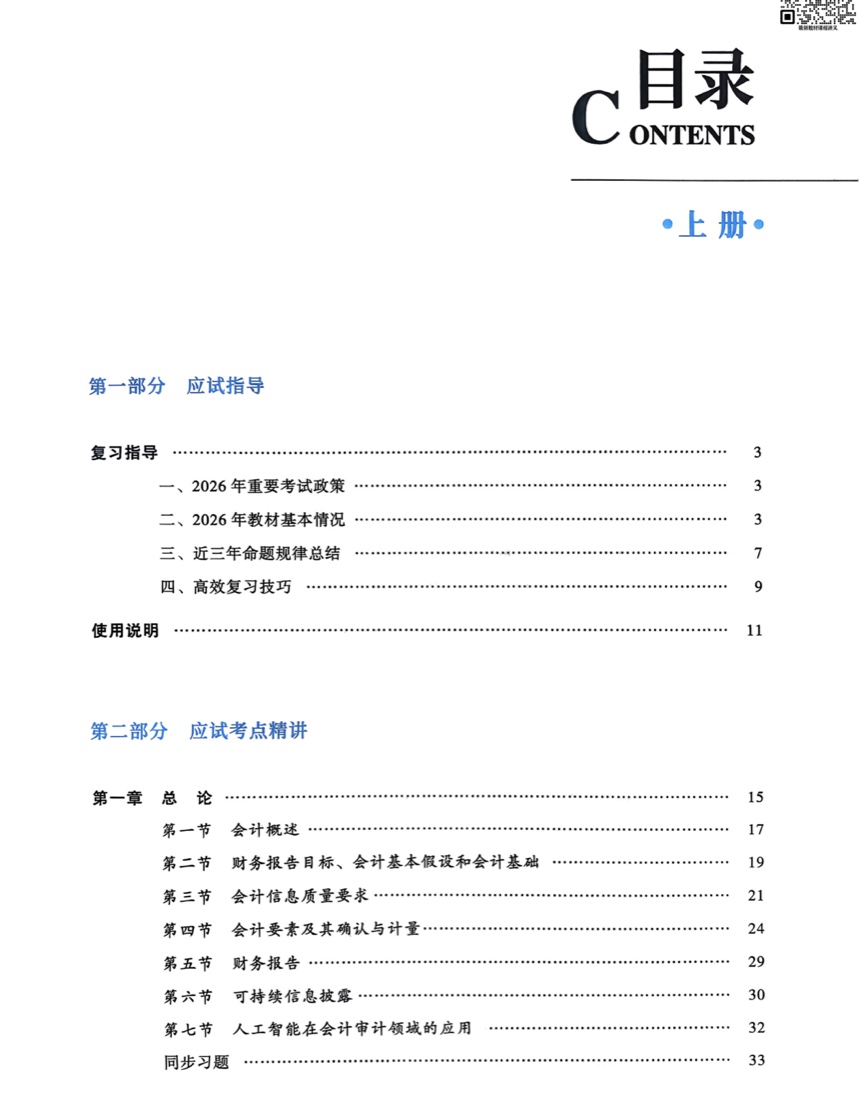 最新教材课程讲义
目录
CONTENTS
•上 册•
第一部分 应试指导
复习指导 …… 3
一、2026 年重要考试政策 …… 3
二、2026 年教材基本情况 …… 3
三、近三年命题规律总结 …… 7
四、高效复习技巧 …… 9
使用说明 …… 11
第二部分 应试考点精讲
第一章 总 论 …… 15
第一节 会计概述 …… 17
第二节 财务报告目标、会计基本假设和会计基础 …… 19
第三节 会计信息质量要求 …… 21
第四节 会计要素及其确认与计量 …… 24
第五节 财务报告 …… 29
第六节 可持续信息披露 …… 30
第七节 人工智能在会计审计领域的应用 …… 32
同步习题 …… 33